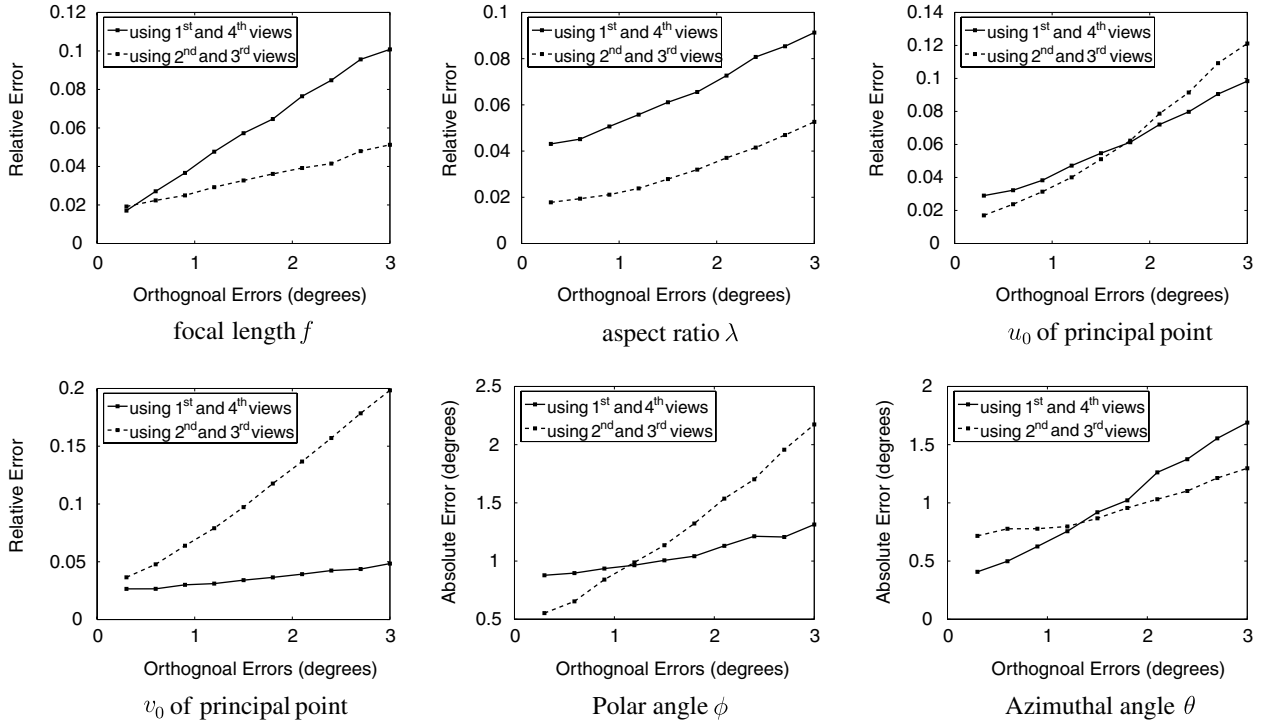 0.12
0.1
0.08
0.06
0.04
0.02
0
Relative Error
using 1st and 4th views
using 2nd and 3rd views
0 1 2 3
Orthognoal Errors (degrees)
focal length f
0.1
0.08
0.06
0.04
0.02
0
Relative Error
using 1st and 4th views
using 2nd and 3rd views
0 1 2 3
Orthognoal Errors (degrees)
aspect ratio λ
0.14
0.12
0.1
0.08
0.06
0.04
0.02
0
Relative Error
using 1st and 4th views
using 2nd and 3rd views
0 1 2 3
Orthognoal Errors (degrees)
u0 of principal point
0.2
0.15
0.1
0.05
0
Relative Error
using 1st and 4th views
using 2nd and 3rd views
0 1 2 3
Orthognoal Errors (degrees)
v0 of principal point
2.5
2
1.5
1
0.5
Absolute Error (degrees)
using 1st and 4th views
using 2nd and 3rd views
0 1 2 3
Orthognoal Errors (degrees)
Polar angle ϕ
2
1.5
1
0.5
0
Absolute Error (degrees)
using 1st and 4th views
using 2nd and 3rd views
0 1 2 3
Orthognoal Errors (degrees)
Azimuthal angle θ